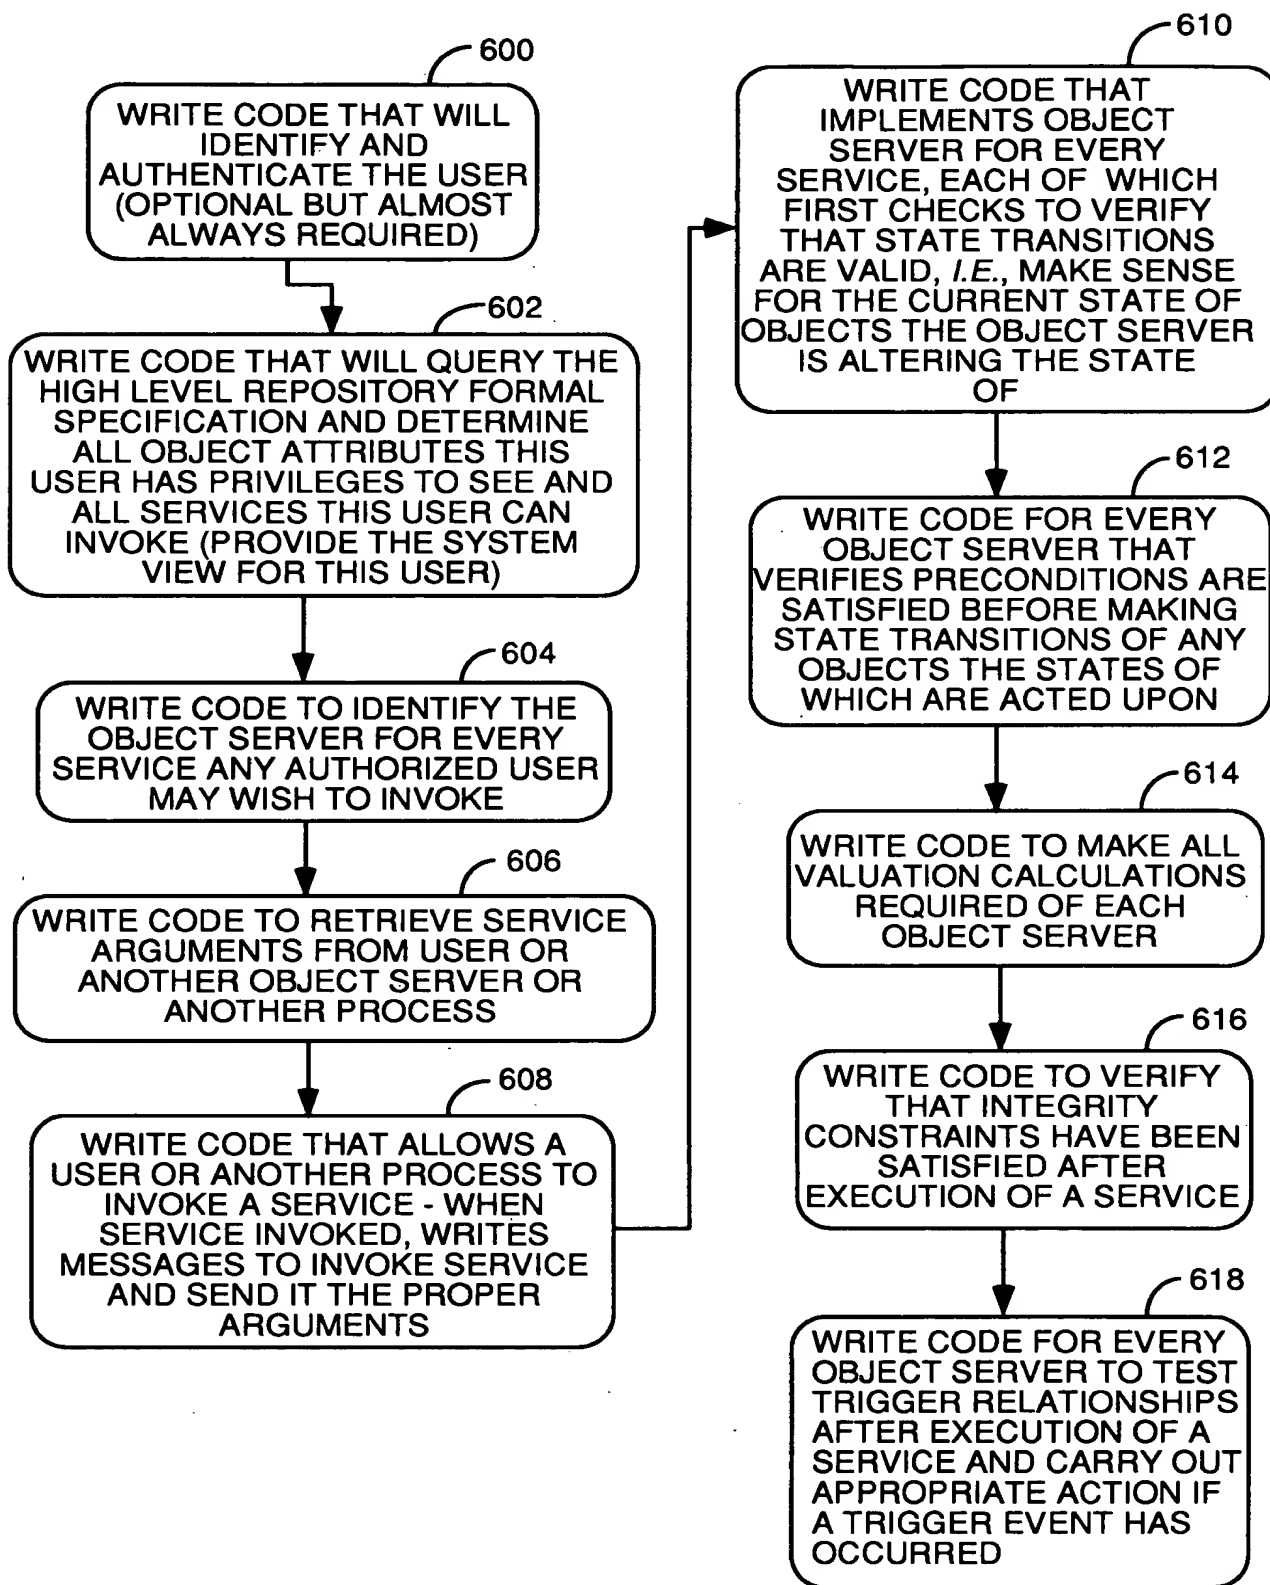 600
WRITE CODE THAT WILL
IDENTIFY AND
AUTHENTICATE THE USER
(OPTIONAL BUT ALMOST
ALWAYS REQUIRED)
602
WRITE CODE THAT WILL QUERY THE
HIGH LEVEL REPOSITORY FORMAL
SPECIFICATION AND DETERMINE
ALL OBJECT ATTRIBUTES THIS
USER HAS PRIVILEGES TO SEE AND
ALL SERVICES THIS USER CAN
INVOKE (PROVIDE THE SYSTEM
VIEW FOR THIS USER)
604
WRITE CODE TO IDENTIFY THE
OBJECT SERVER FOR EVERY
SERVICE ANY AUTHORIZED USER
MAY WISH TO INVOKE
606
WRITE CODE TO RETRIEVE SERVICE
ARGUMENTS FROM USER OR
ANOTHER OBJECT SERVER OR
ANOTHER PROCESS
608
WRITE CODE THAT ALLOWS A
USER OR ANOTHER PROCESS TO
INVOKE A SERVICE - WHEN
SERVICE INVOKED, WRITES
MESSAGES TO INVOKE SERVICE
AND SEND IT THE PROPER
ARGUMENTS
610
WRITE CODE THAT
IMPLEMENTS OBJECT
SERVER FOR EVERY
SERVICE, EACH OF WHICH
FIRST CHECKS TO VERIFY
THAT STATE TRANSITIONS
ARE VALID, I.E., MAKE SENSE
FOR THE CURRENT STATE OF
OBJECTS THE OBJECT SERVER
IS ALTERING THE STATE
OF
612
WRITE CODE FOR EVERY
OBJECT SERVER THAT
VERIFIES PRECONDITIONS ARE
SATISFIED BEFORE MAKING
STATE TRANSITIONS OF ANY
OBJECTS THE STATES OF
WHICH ARE ACTED UPON
614
WRITE CODE TO MAKE ALL
VALUATION CALCULATIONS
REQUIRED OF EACH
OBJECT SERVER
616
WRITE CODE TO VERIFY
THAT INTEGRITY
CONSTRAINTS HAVE BEEN
SATISFIED AFTER
EXECUTION OF A SERVICE
618
WRITE CODE FOR EVERY
OBJECT SERVER TO TEST
TRIGGER RELATIONSHIPS
AFTER EXECUTION OF A
SERVICE AND CARRY OUT
APPROPRIATE ACTION IF
A TRIGGER EVENT HAS
OCCURRED